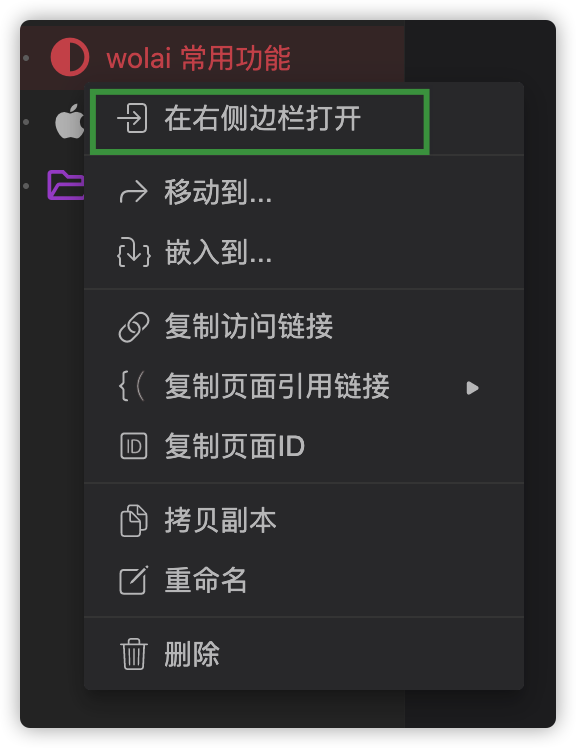 wolai 常用功能
在右侧边栏打开
移动到...
嵌入到...
复制访问链接
复制页面引用链接
ID 复制页面ID
拷贝副本
重命名
删除